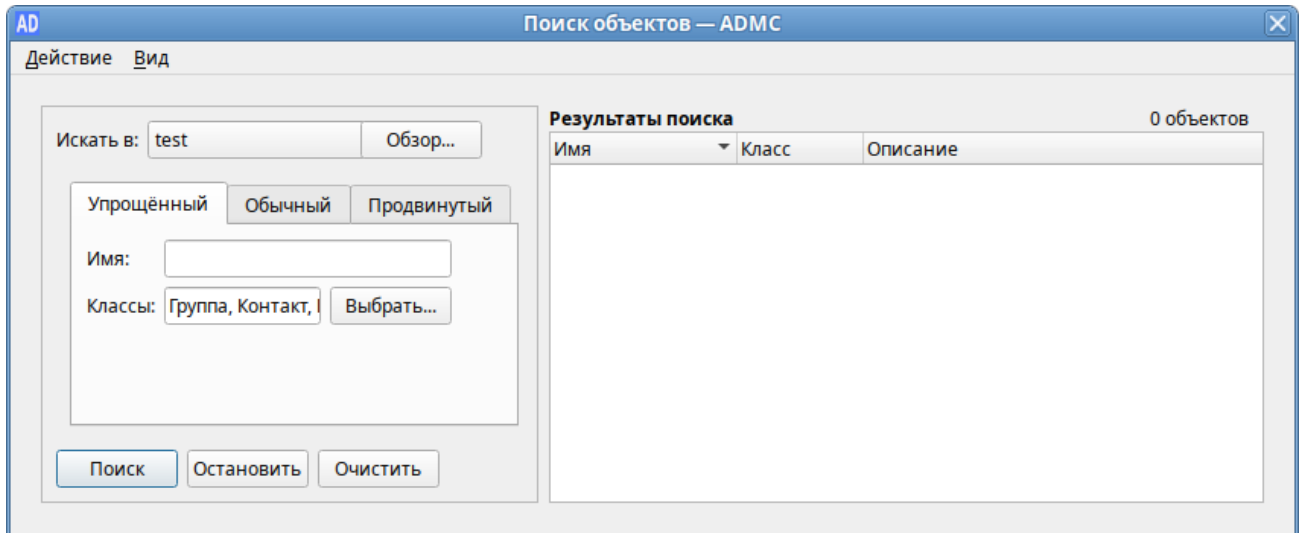 AD Поиск объектов — ADMC
Действие Вид
Искать в: test Обзор...
Упрощённый Обычный Продвинутый
Имя:
Классы: Группа, Контакт, Выбрать...
Поиск Остановить Очистить
Результаты поиска 0 объектов
Имя Класс Описание